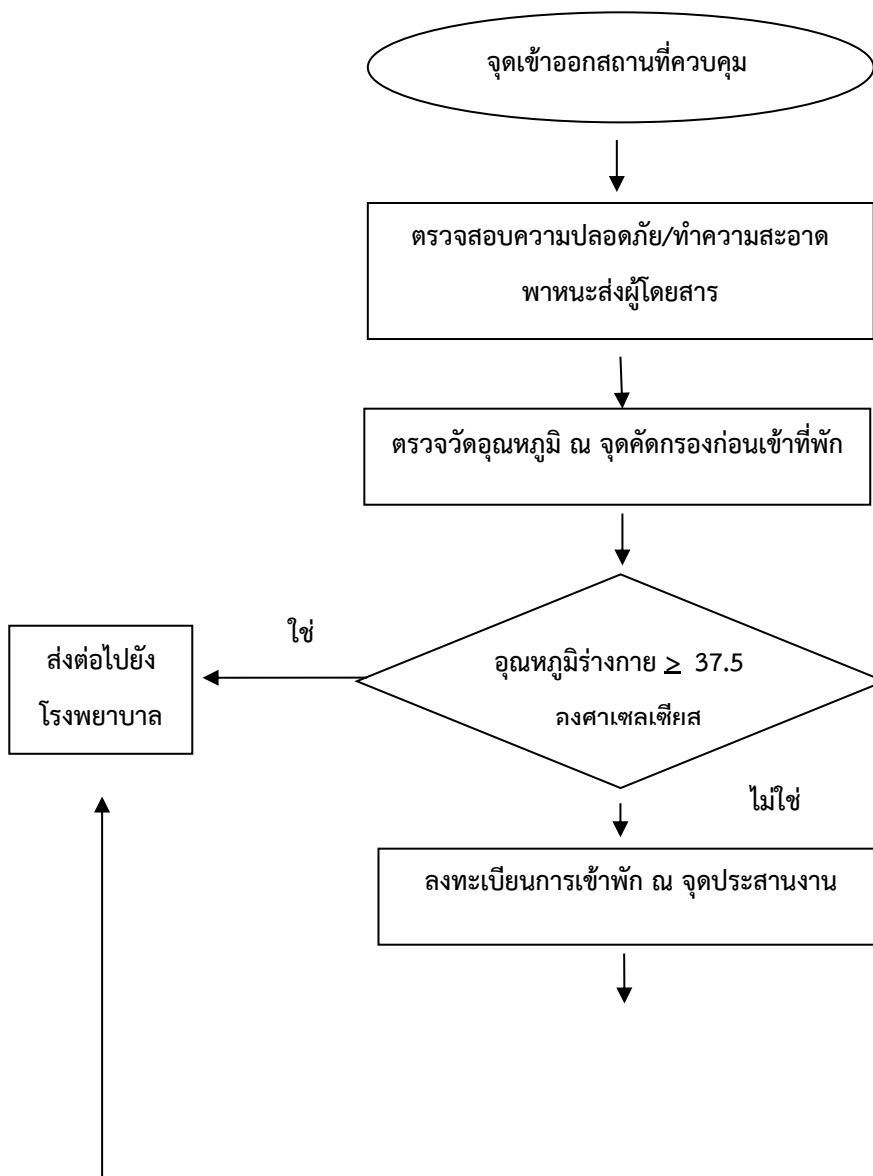 จุดเข้าออกสถานที่ควบคุม
ตรวจสอบความปลอดภัย/ทำความสะอาด
พาหนะส่งผู้โดยสาร
ตรวจวัดอุณหภูมิ ณ จุดคัดกรองก่อนเข้าที่พัก
ใช่
ส่งต่อไปยัง
โรงพยาบาล
อุณหภูมิร่างกาย ≥ 37.5
องศาเซลเซียส
ไม่ใช่
ลงทะเบียนการเข้าพัก ณ จุดประสานงาน